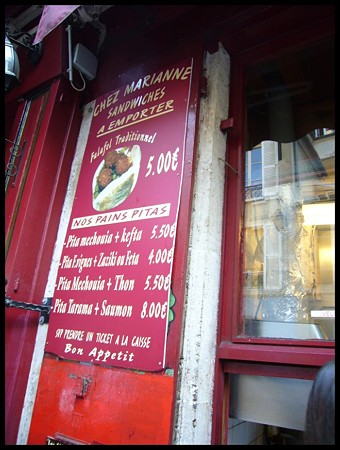 CHEZ MARIANNE
SANDWICHES
A EMPORTER
Falafel Traditionnel
5.00€
NOS PAINS PITAS
-Pita mechouia + kefta 5.50€
-Pita Evignes + Zaziki ou Feta 4.00€
-Pita Mechouia + Thon 5.50€
-Pita Tarama + Saumon 8.00€
SVP PRENDRE UN TICKET A LA CAISSE
Bon Appetit